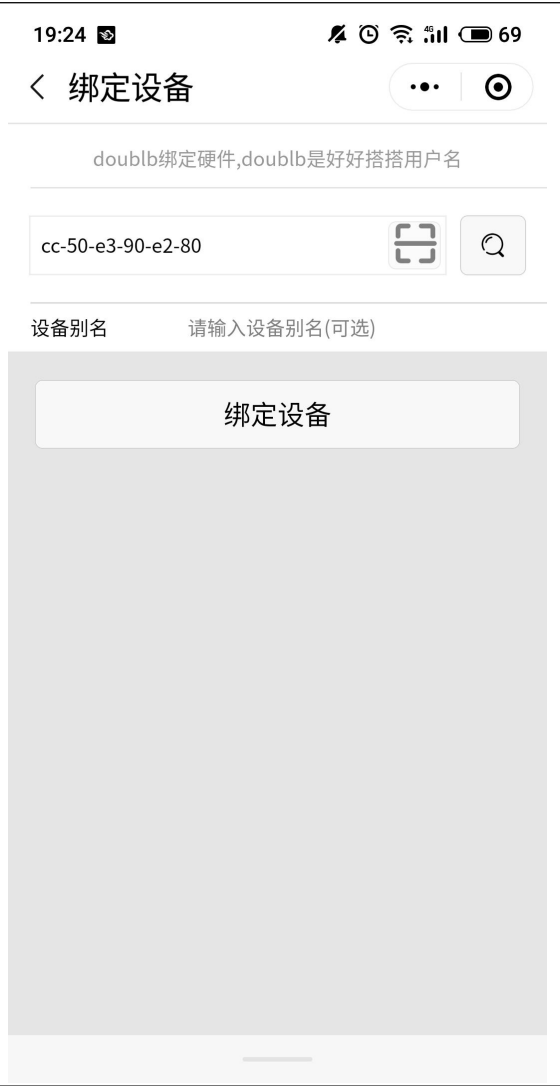 19:24 4G 69
绑定设备
doublb绑定硬件,doublb是好好搭搭用户名
cc-50-e3-90-e2-80
设备别名 请输入设备别名(可选)
绑定设备